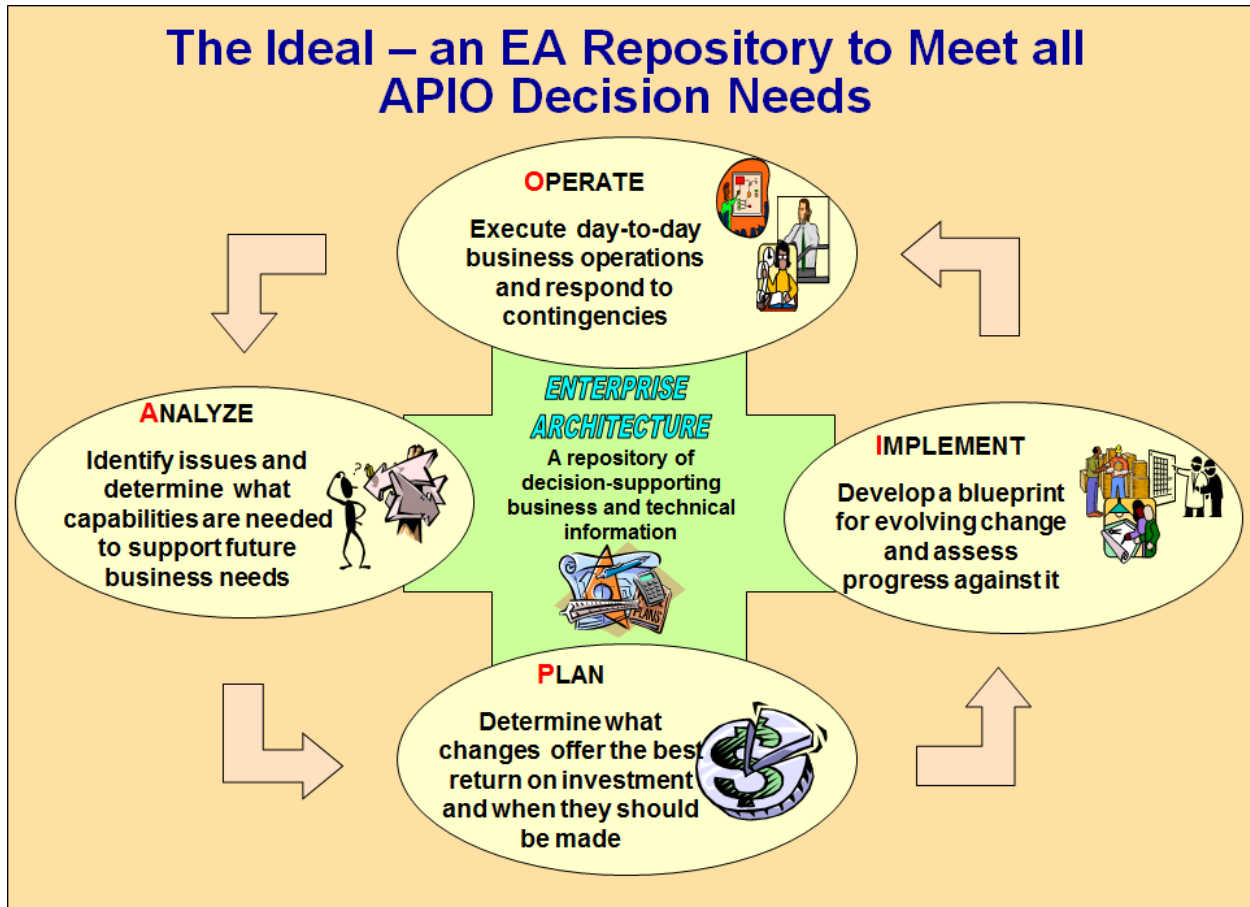 The Ideal – an EA Repository to Meet all
APIO Decision Needs
OPERATE
Execute day-to-day
business operations
and respond to
contingencies
ANALYZE
Identify issues and
determine what
capabilities are needed
to support future
business needs
ENTERPRISE
ARCHITECTURE
A repository of
decision-supporting
business and technical
information
PLANS
IMPLEMENT
Develop a blueprint
for evolving change
and assess
progress against it
PLAN
Determine what
changes offer the best
return on investment
and when they should
be made